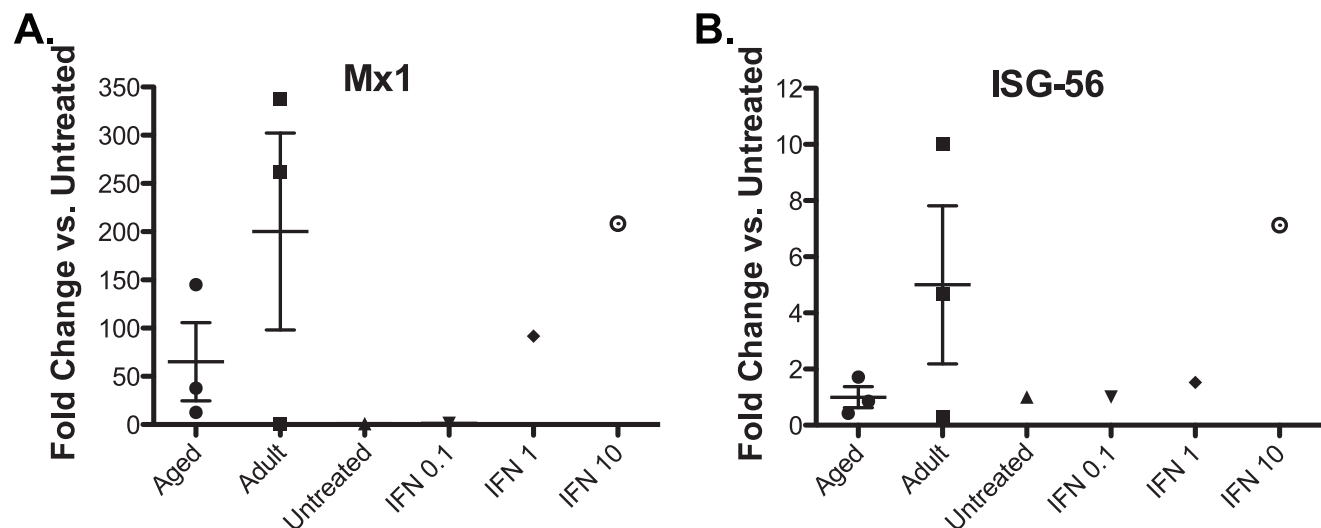 A.
Mx1
Fold Change vs. Untreated
350
300
250
200
150
100
50
0
Aged
Adult
Untreated
IFN 0.1
IFN 1
IFN 10
B.
ISG-56
Fold Change vs. Untreated
12
10
8
6
4
2
0
Aged
Adult
Untreated
IFN 0.1
IFN 1
IFN 10